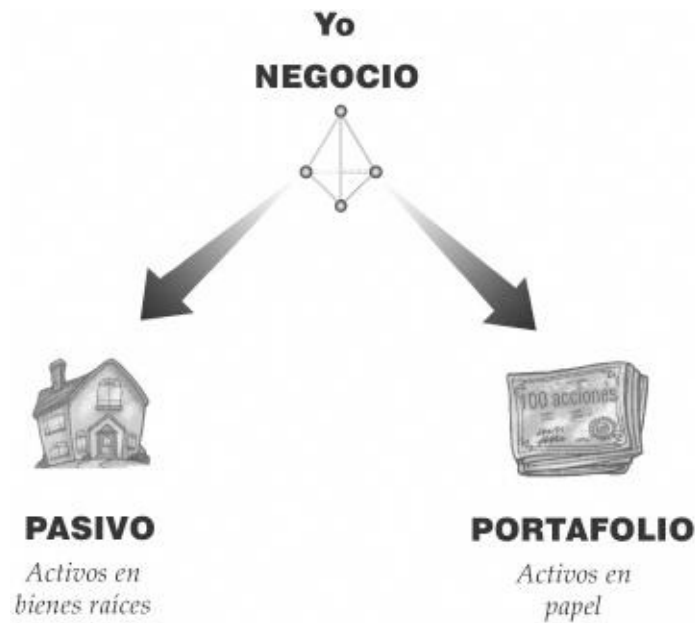 Yo
NEGOCIO
100 acciones
PASIVO
PORTAFOLIO
Activos en
bienes raíces
Activos en
papel